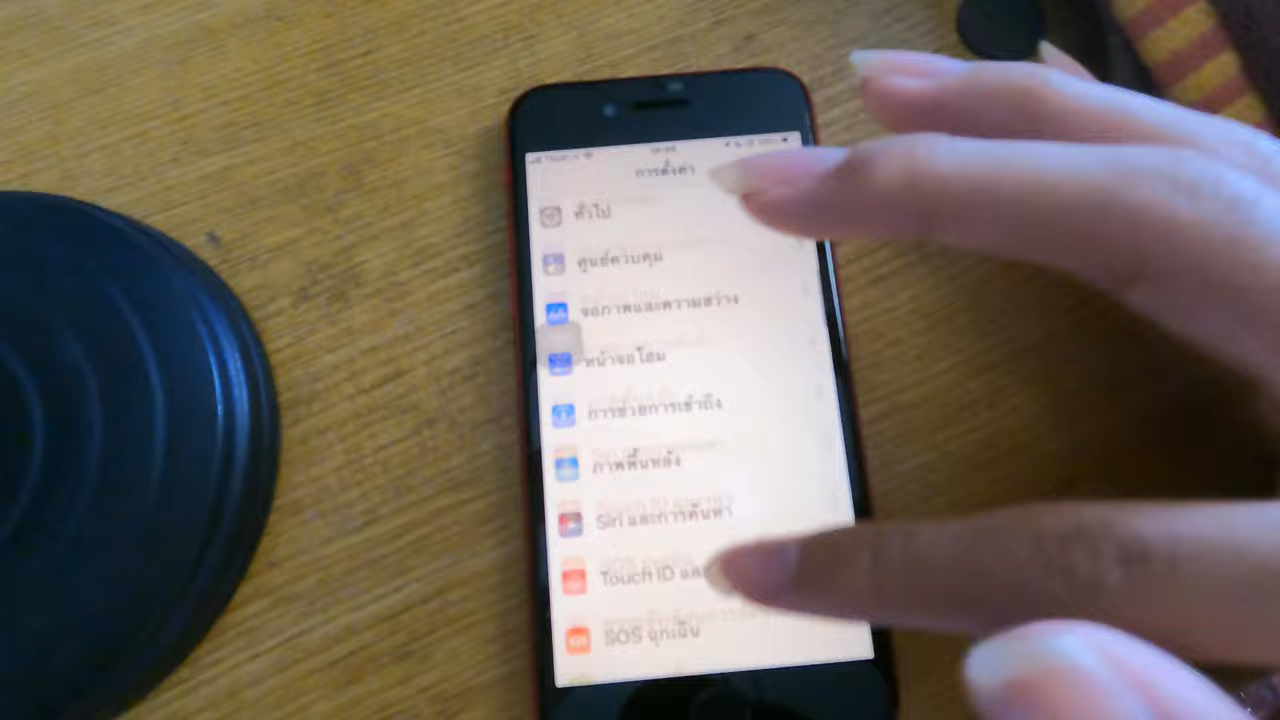 การตั้งค่า
ทั่วไป
ศูนย์ควบคุม
จอภาพและความสว่าง
หน้าจอโฮม
การช่วยการเข้าถึง
ภาพพื้นหลัง
Siri และการค้นหา
Touch ID และ
SOS ฉุกเฉิน